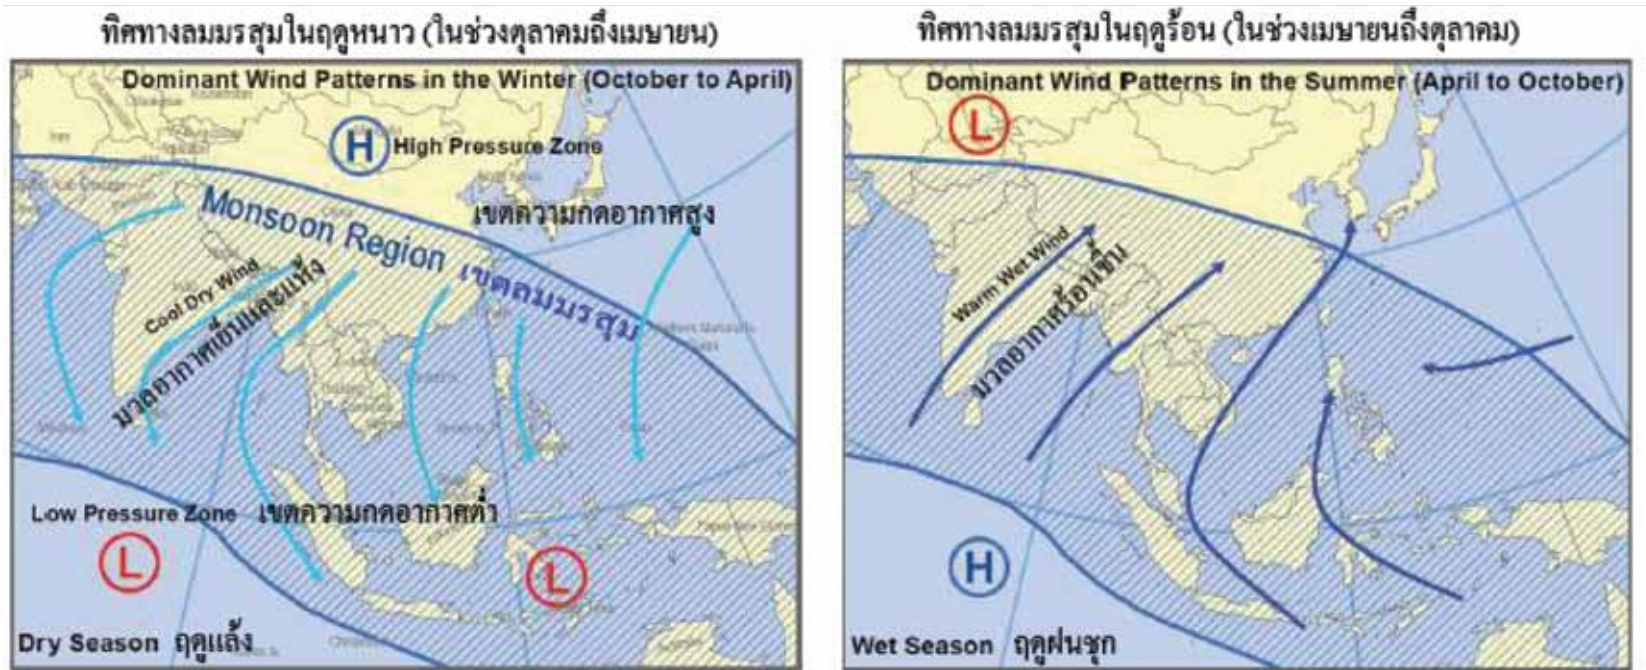 ทิศทางลมมรสุมในฤดูหนาว (ในช่วงตุลาคมถึงเมษายน)
Dominant Wind Patterns in the Winter (October to April)
H High Pressure Zone
เขตความกดอากาศสูง
Monsoon Region เขตลมมรสุม
Cool Dry Wind
มวลอากาศเย็นและแห้ง
Low Pressure Zone เขตความกดอากาศต่ำ
L
L
Dry Season ฤดูแล้ง
ทิศทางลมมรสุมในฤดูร้อน (ในช่วงเมษายนถึงตุลาคม)
Dominant Wind Patterns in the Summer (April to October)
L
Warm Wet Wind
มวลอากาศร้อนชื้น
H
Wet Season ฤดูฝนชุก